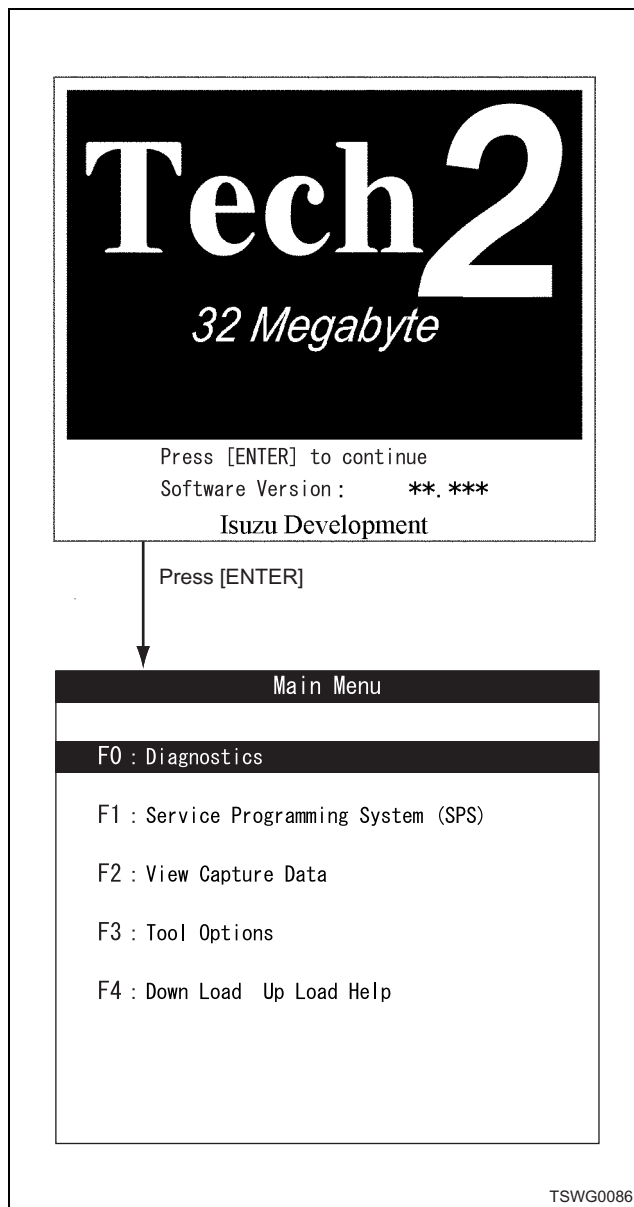 Tech 2
32 Megabyte
Press [ENTER] to continue
Software Version : **.***
Isuzu Development
Press [ENTER]
Main Menu
F0 : Diagnostics
F1 : Service Programming System (SPS)
F2 : View Capture Data
F3 : Tool Options
F4 : Down Load Up Load Help
TSWG0086